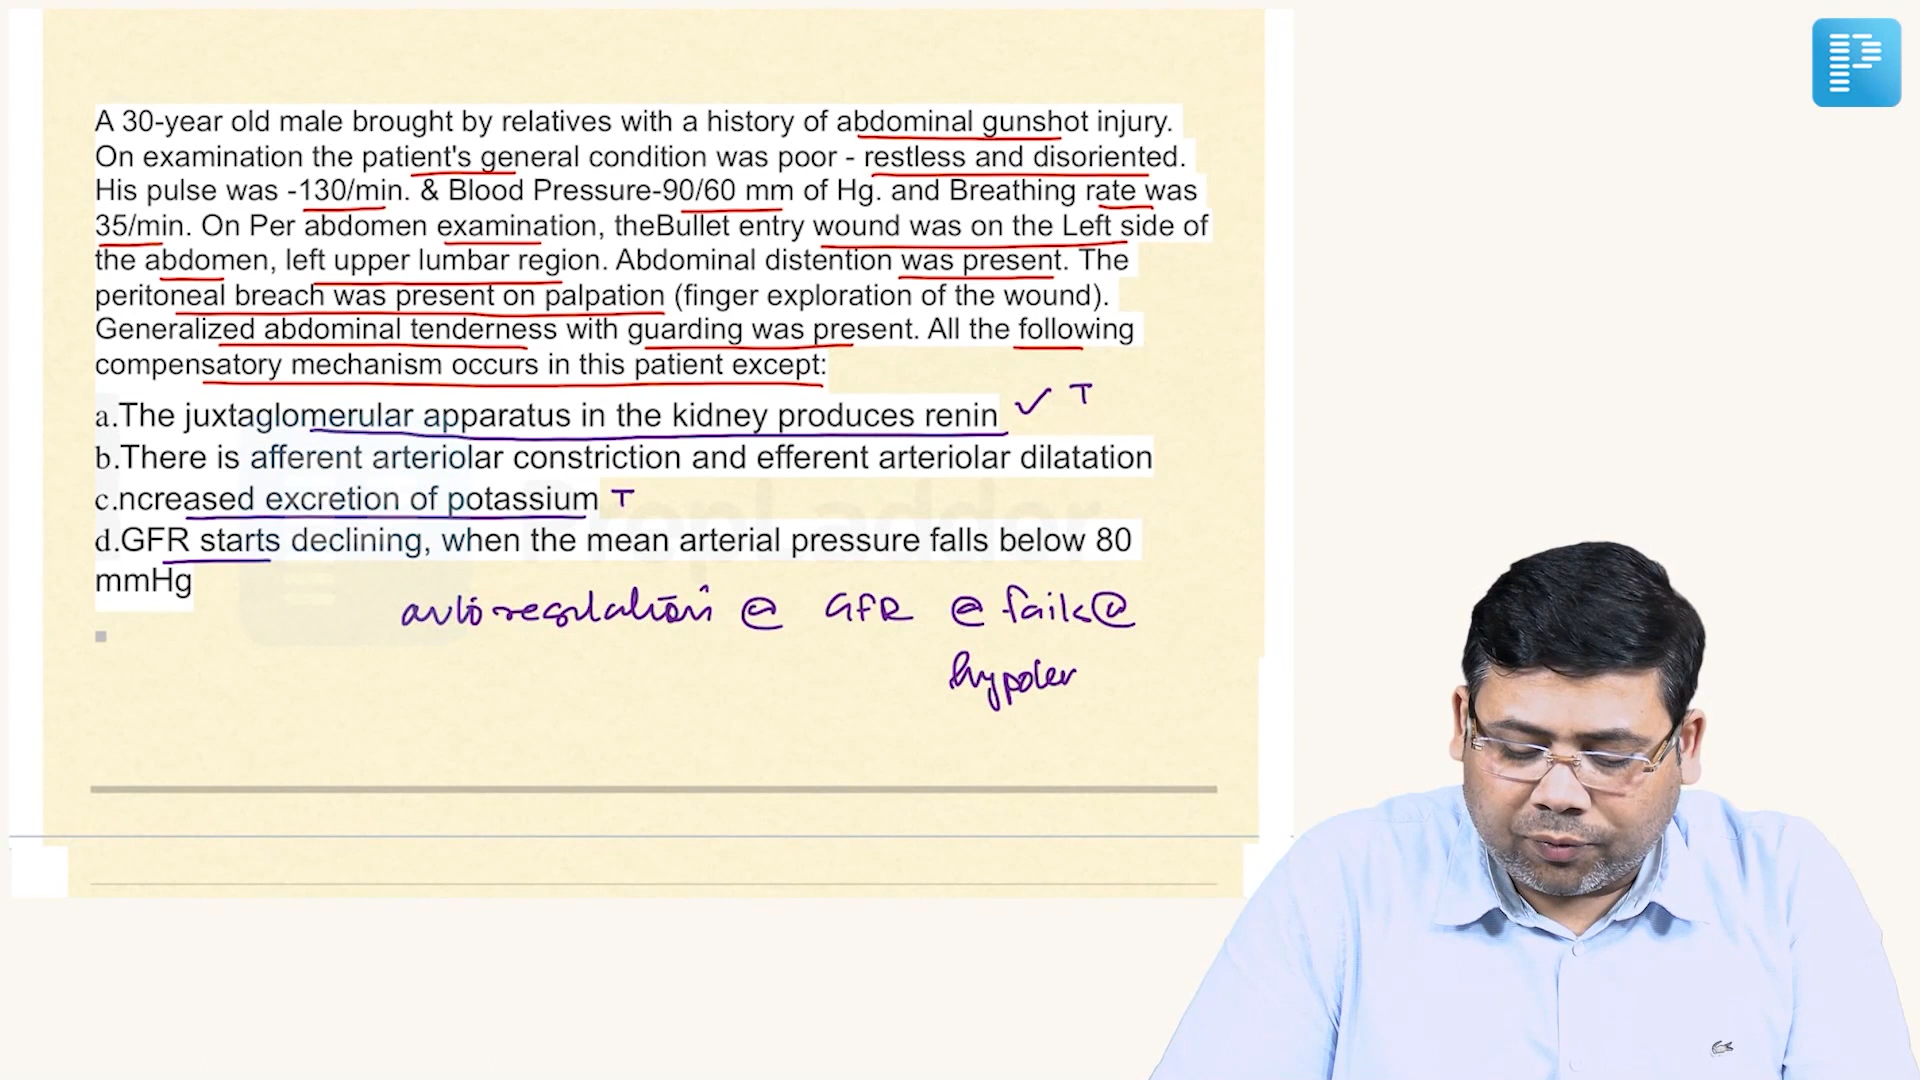 A 30-year old male brought by relatives with a history of abdominal gunshot injury.
On examination the patient's general condition was poor - restless and disoriented.
His pulse was -130/min. & Blood Pressure-90/60 mm of Hg. and Breathing rate was
35/min. On Per abdomen examination, theBullet entry wound was on the Left side of
the abdomen, left upper lumbar region. Abdominal distention was present. The
peritoneal breach was present on palpation (finger exploration of the wound).
Generalized abdominal tenderness with guarding was present. All the following
compensatory mechanism occurs in this patient except:
a.The juxtaglomerular apparatus in the kidney produces renin ✓ T
b.There is afferent arteriolar constriction and efferent arteriolar dilatation
c.ncreased excretion of potassium T
d.GFR starts declining, when the mean arterial pressure falls below 80
mmHg
autoregulation @ GFR @ fails @
PrepLadder